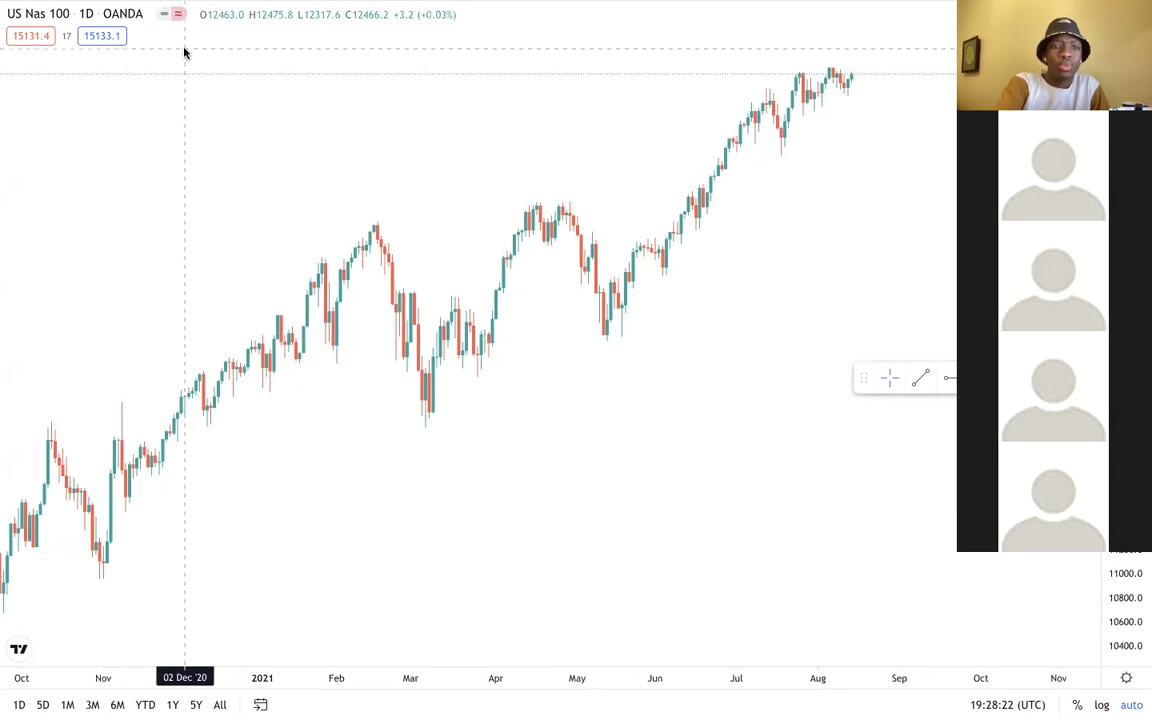 US Nas 100 · 1D · OANDA O12463.0 H12475.8 L12317.6 C12466.2 +3.2 (+0.03%)
15131.4 17 15133.1
11000.0
10800.0
10600.0
10400.0
Oct Nov 02 Dec '20 2021 Feb Mar Apr May Jun Jul Aug Sep Oct Nov
1D 5D 1M 3M 6M YTD 1Y 5Y All 19:28:22 (UTC) % log auto